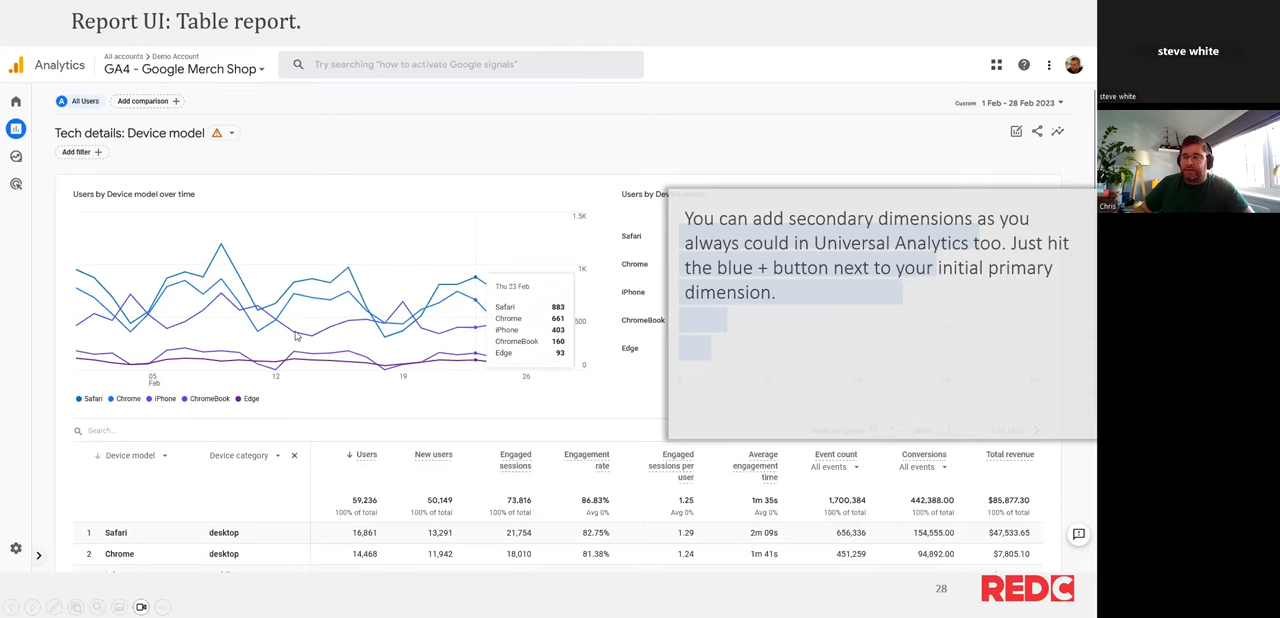 Report UI: Table report.
Analytics
All accounts > Demo Account
GA4 - Google Merch Shop
Try searching "how to activate Google signals"
A All Users
Add comparison +
Custom 1 Feb - 28 Feb 2023
Tech details: Device model
Add filter +
Users by Device model over time
1.5K
1K
500
0
05
Feb
12
19
26
Thu 23 Feb
Safari 883
Chrome 661
iPhone 403
ChromeBook 160
Edge 93
Safari Chrome iPhone ChromeBook Edge
Users by Device model
Safari
Chrome
iPhone
ChromeBook
Edge
You can add secondary dimensions as you
always could in Universal Analytics too. Just hit
the blue + button next to your initial primary
dimension.
Search...
Device model Device category Users New users Engaged sessions Engagement rate Engaged sessions per user Average engagement time Event count All events Conversions All events Total revenue
59,236 50,149 73,816 86.83% 1.25 1m 35s 1,700,384 442,388.00 $85,877.30
100% of total 100% of total 100% of total Avg 0% Avg 0% Avg 0% 100% of total 100% of total 100% of total
1 Safari desktop 16,861 13,291 21,754 82.75% 1.29 2m 09s 656,336 154,555.00 $47,533.65
2 Chrome desktop 14,468 11,942 18,010 81.38% 1.24 1m 41s 451,259 94,892.00 $7,805.10
28
REDC
steve white
steve white
Chris